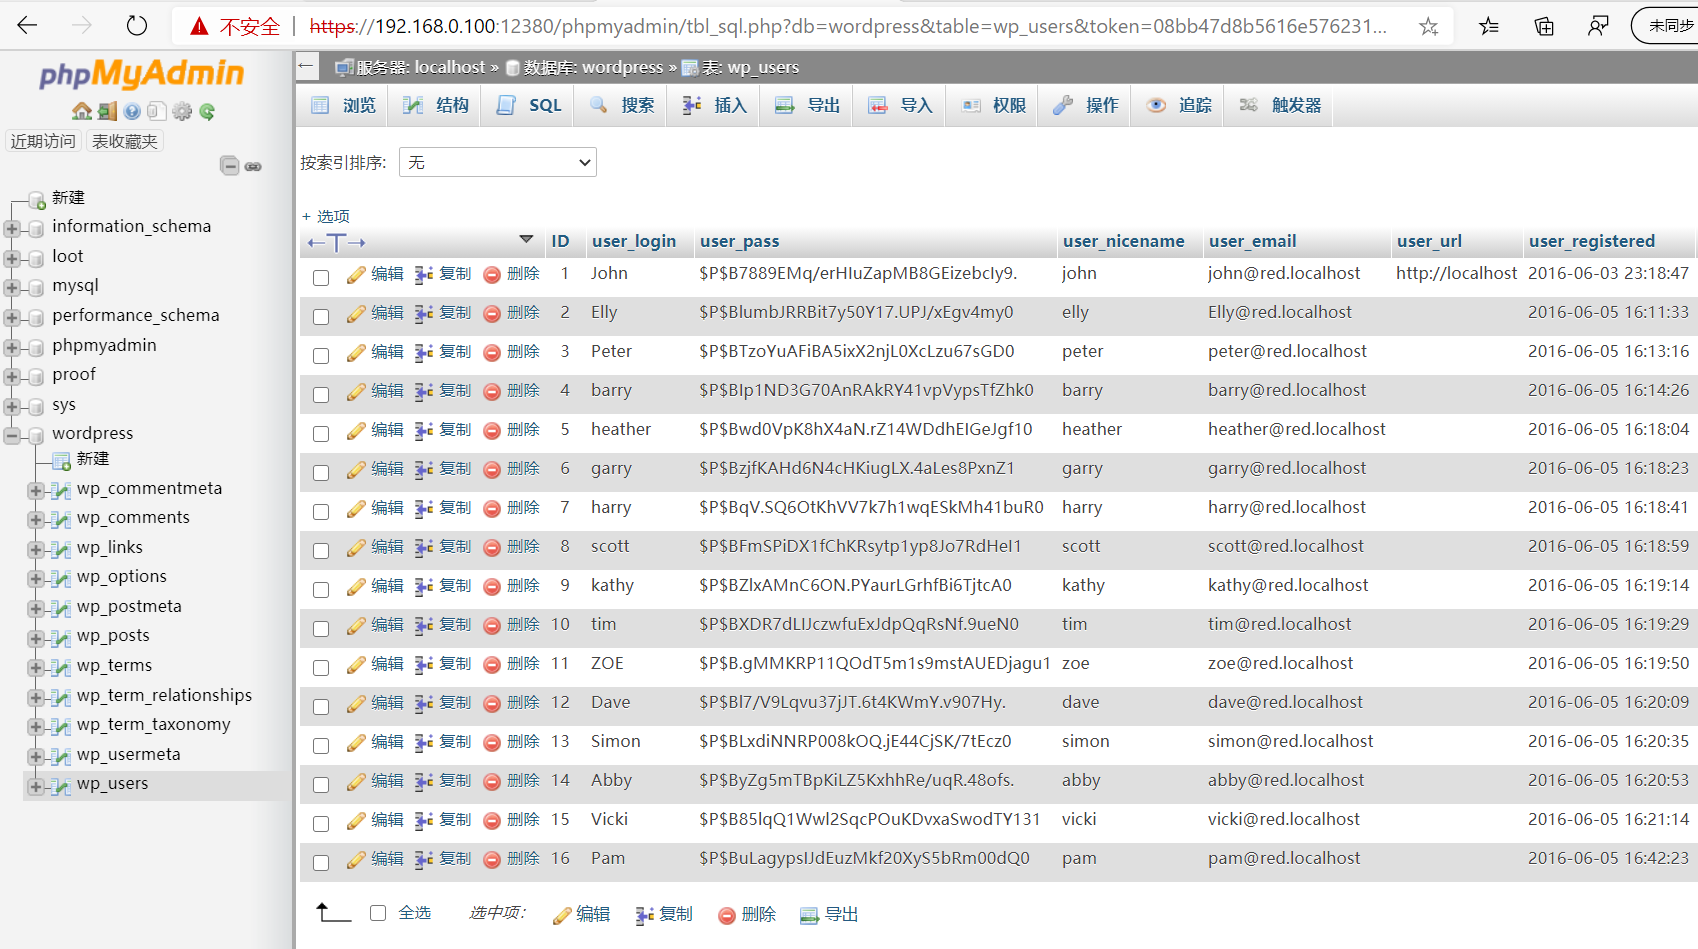 不安全 | https://192.168.0.100:12380/phpmyadmin/tbl_sql.php?db=wordpress&table=wp_users&token=08bb47d8b5616e576231...
未同步
phpMyAdmin
近期访问 表收藏夹
新建
information_schema
loot
mysql
performance_schema
phpmyadmin
proof
sys
wordpress
新建
wp_commentmeta
wp_comments
wp_links
wp_options
wp_postmeta
wp_posts
wp_terms
wp_term_relationships
wp_term_taxonomy
wp_usermeta
wp_users
服务器: localhost » 数据库: wordpress » 表: wp_users
浏览 结构 SQL 搜索 插入 导出 导入 权限 操作 追踪 触发器
按索引排序: 无
+ 选项
←T→ ID user_login user_pass user_nicename user_email user_url user_registered
编辑 复制 删除 1 John $P$B7889EMq/erHIuZapMB8GEizebcIy9. john john@red.localhost http://localhost 2016-06-03 23:18:47
编辑 复制 删除 2 Elly $P$BlumbJRRBit7y50Y17.UPJ/xEgv4my0 elly Elly@red.localhost 2016-06-05 16:11:33
编辑 复制 删除 3 Peter $P$BTzoYuAFiBA5ixX2njL0XcLzu67sGD0 peter peter@red.localhost 2016-06-05 16:13:16
编辑 复制 删除 4 barry $P$BIp1ND3G70AnRAkRY41vpVypsTfZhk0 barry barry@red.localhost 2016-06-05 16:14:26
编辑 复制 删除 5 heather $P$Bwd0VpK8hX4aN.rZ14WDdhEIGeJgf10 heather heather@red.localhost 2016-06-05 16:18:04
编辑 复制 删除 6 garry $P$BzjfKAHd6N4cHKiugLX.4aLes8PxnZ1 garry garry@red.localhost 2016-06-05 16:18:23
编辑 复制 删除 7 harry $P$BqV.SQ6OtKhVV7k7h1wqESkMh41buR0 harry harry@red.localhost 2016-06-05 16:18:41
编辑 复制 删除 8 scott $P$BFmSPiDX1fChKRsytp1yp8Jo7RdHeI1 scott scott@red.localhost 2016-06-05 16:18:59
编辑 复制 删除 9 kathy $P$BZlxAMnC6ON.PYaurLGrhfBi6TjtcA0 kathy kathy@red.localhost 2016-06-05 16:19:14
编辑 复制 删除 10 tim $P$BXDR7dLIJczwfuExJdpQqRsNf.9ueN0 tim tim@red.localhost 2016-06-05 16:19:29
编辑 复制 删除 11 ZOE $P$B.gMMKRP11QOdT5m1s9mstAUEDjagu1 zoe zoe@red.localhost 2016-06-05 16:19:50
编辑 复制 删除 12 Dave $P$Bl7/V9Lqvu37jJT.6t4KWmY.v907Hy. dave dave@red.localhost 2016-06-05 16:20:09
编辑 复制 删除 13 Simon $P$BLxdiNNRP008kOQ.jE44CjSK/7tEcz0 simon simon@red.localhost 2016-06-05 16:20:35
编辑 复制 删除 14 Abby $P$ByZg5mTBpKiLZ5KxhhRe/uqR.48ofs. abby abby@red.localhost 2016-06-05 16:20:53
编辑 复制 删除 15 Vicki $P$B85lqQ1Wwl2SqcPOuKDvxaSwodTY131 vicki vicki@red.localhost 2016-06-05 16:21:14
编辑 复制 删除 16 Pam $P$BuLagypsIJdEuzMkf20XyS5bRm00dQ0 pam pam@red.localhost 2016-06-05 16:42:23
全选 选中项: 编辑 复制 删除 导出